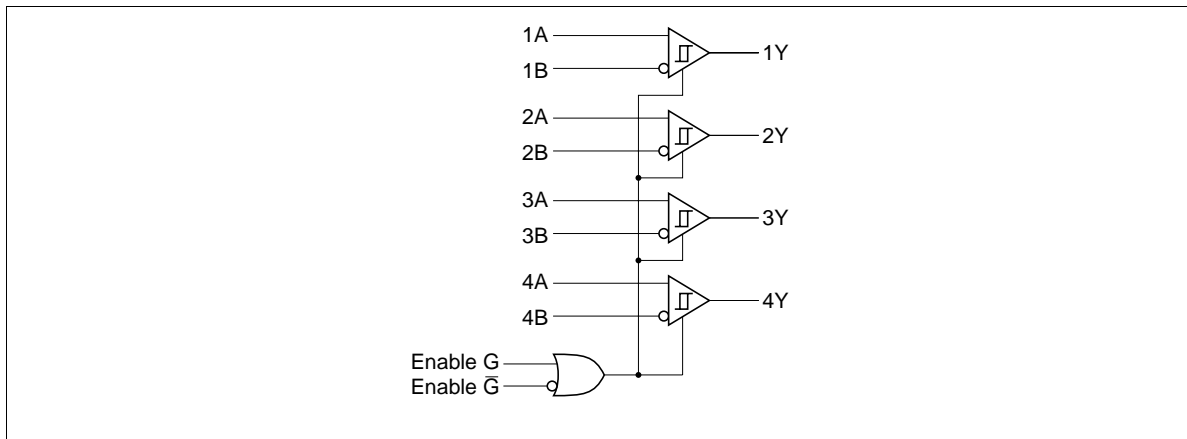 1A
1B
1Y
2A
2B
2Y
3A
3B
3Y
4A
4B
4Y
Enable G
Enable G̅